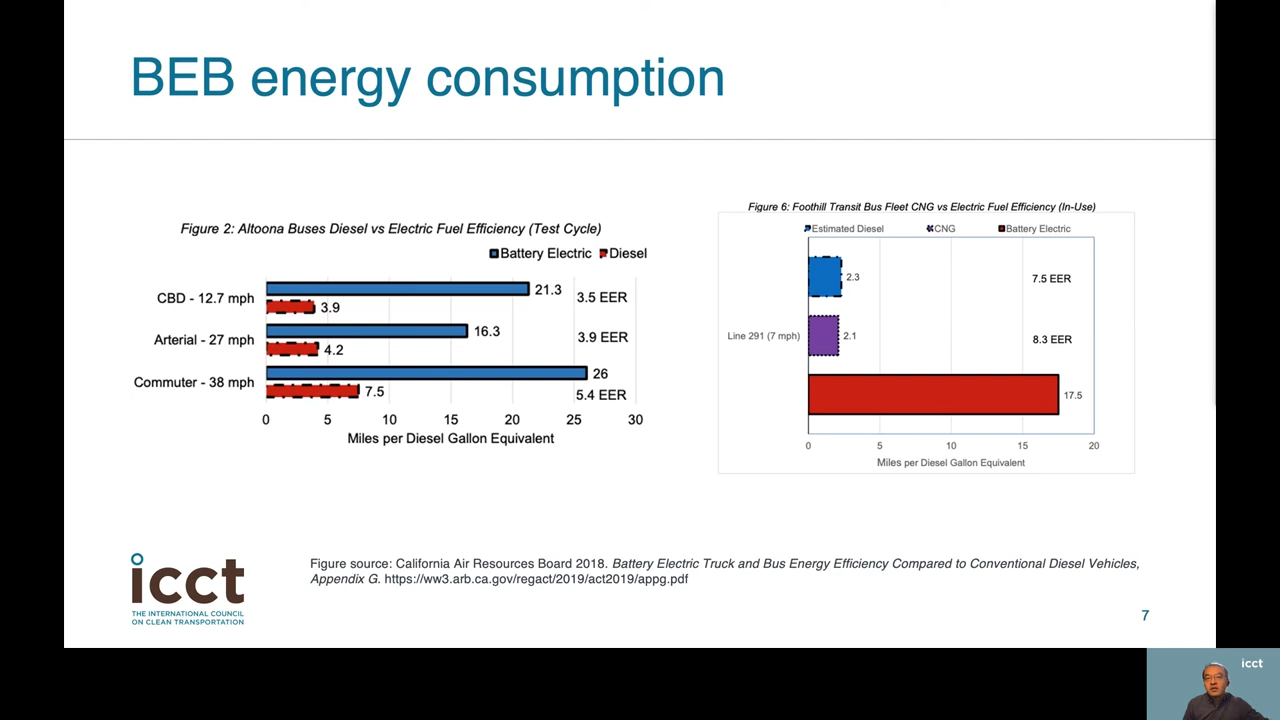 BEB energy consumption
Figure 2: Altoona Buses Diesel vs Electric Fuel Efficiency (Test Cycle)
Battery Electric Diesel
CBD - 12.7 mph 21.3 3.9 3.5 EER
Arterial - 27 mph 16.3 4.2 3.9 EER
Commuter - 38 mph 26 7.5 5.4 EER
0 5 10 15 20 25 30
Miles per Diesel Gallon Equivalent
Figure 6: Foothill Transit Bus Fleet CNG vs Electric Fuel Efficiency (In-Use)
Estimated Diesel CNG Battery Electric
2.3 7.5 EER
Line 291 (7 mph) 2.1 8.3 EER
17.5
0 5 10 15 20
Miles per Diesel Gallon Equivalent
icct
THE INTERNATIONAL COUNCIL
ON CLEAN TRANSPORTATION
Figure source: California Air Resources Board 2018. Battery Electric Truck and Bus Energy Efficiency Compared to Conventional Diesel Vehicles,
Appendix G. https://ww3.arb.ca.gov/regact/2019/act2019/appg.pdf
7
icct